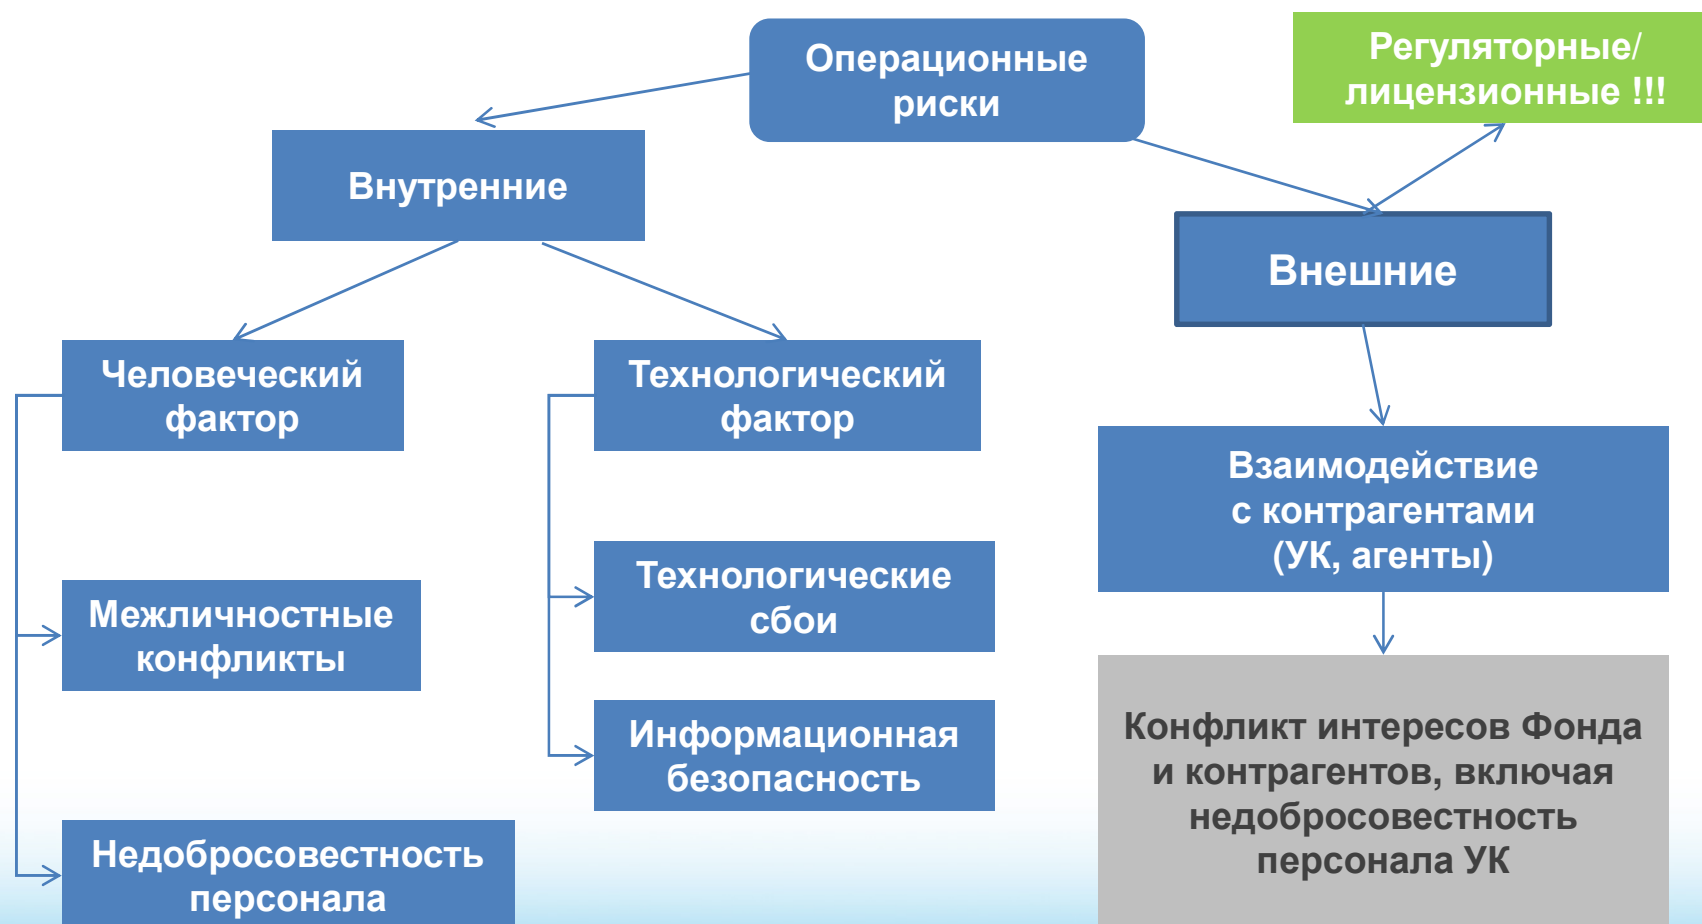 Операционные
риски
Регуляторные/
лицензионные !!!
Внутренние
Внешние
Человеческий
фактор
Технологический
фактор
Взаимодействие
с контрагентами
(УК, агенты)
Межличностные
конфликты
Технологические
сбои
Информационная
безопасность
Недобросовестность
персонала
Конфликт интересов Фонда
и контрагентов, включая
недобросовестность
персонала УК